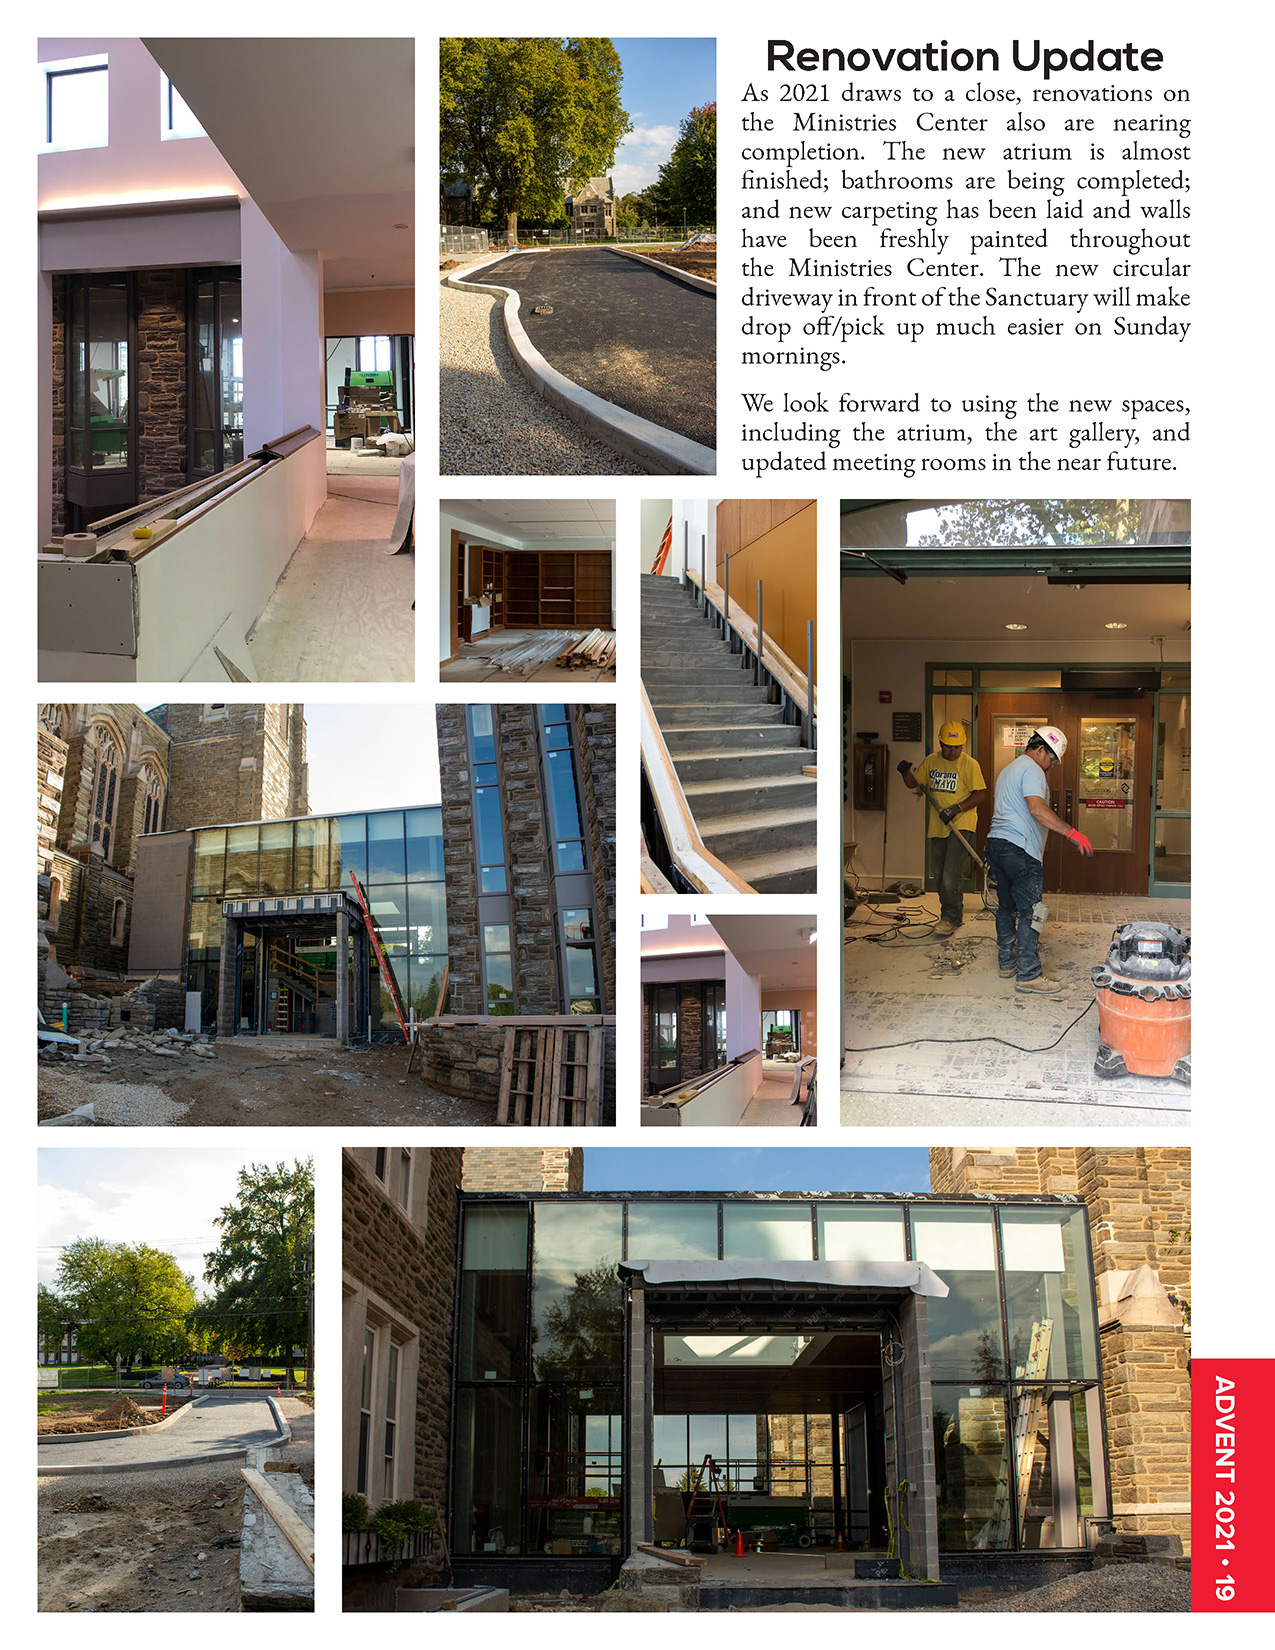 Renovation Update
As 2021 draws to a close, renovations on
the Ministries Center also are nearing
completion. The new atrium is almost
finished; bathrooms are being completed;
and new carpeting has been laid and walls
have been freshly painted throughout
the Ministries Center. The new circular
driveway in front of the Sanctuary will make
drop off/pick up much easier on Sunday
mornings.
We look forward to using the new spaces,
including the atrium, the art gallery, and
updated meeting rooms in the near future.
Corona
MAYO
CAUTION
ADVENT 2021 • 19